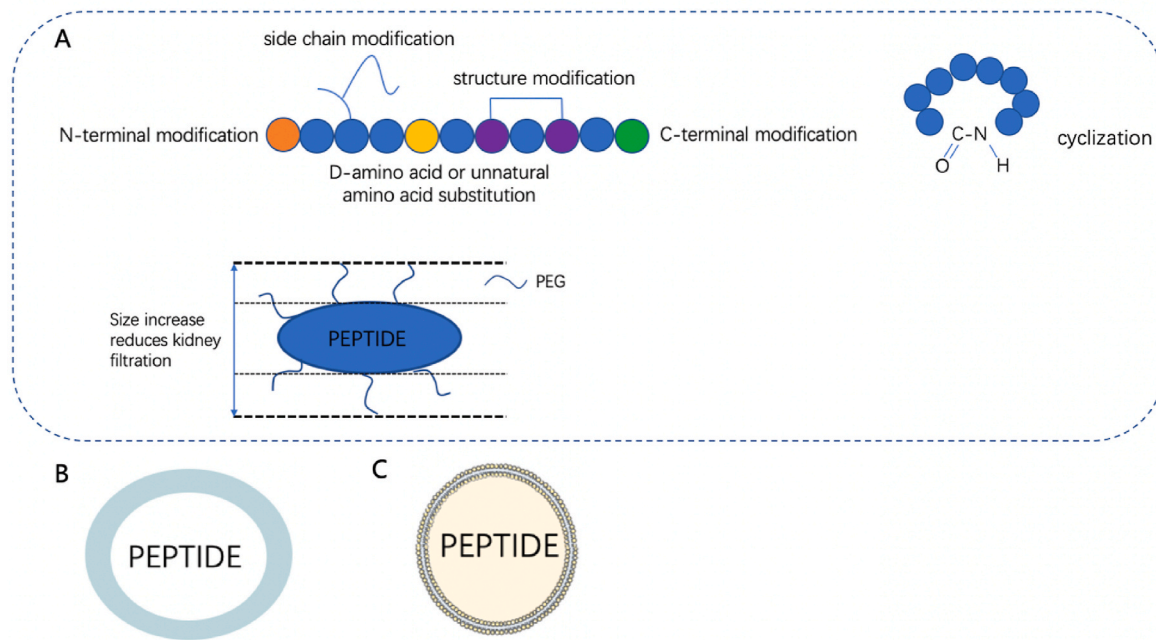 A
side chain modification
structure modification
N-terminal modification
C-terminal modification
D-amino acid or unnatural
amino acid substitution
C-N
O
H
cyclization
PEG
Size increase
reduces kidney
filtration
PEPTIDE
B
PEPTIDE
C
PEPTIDE